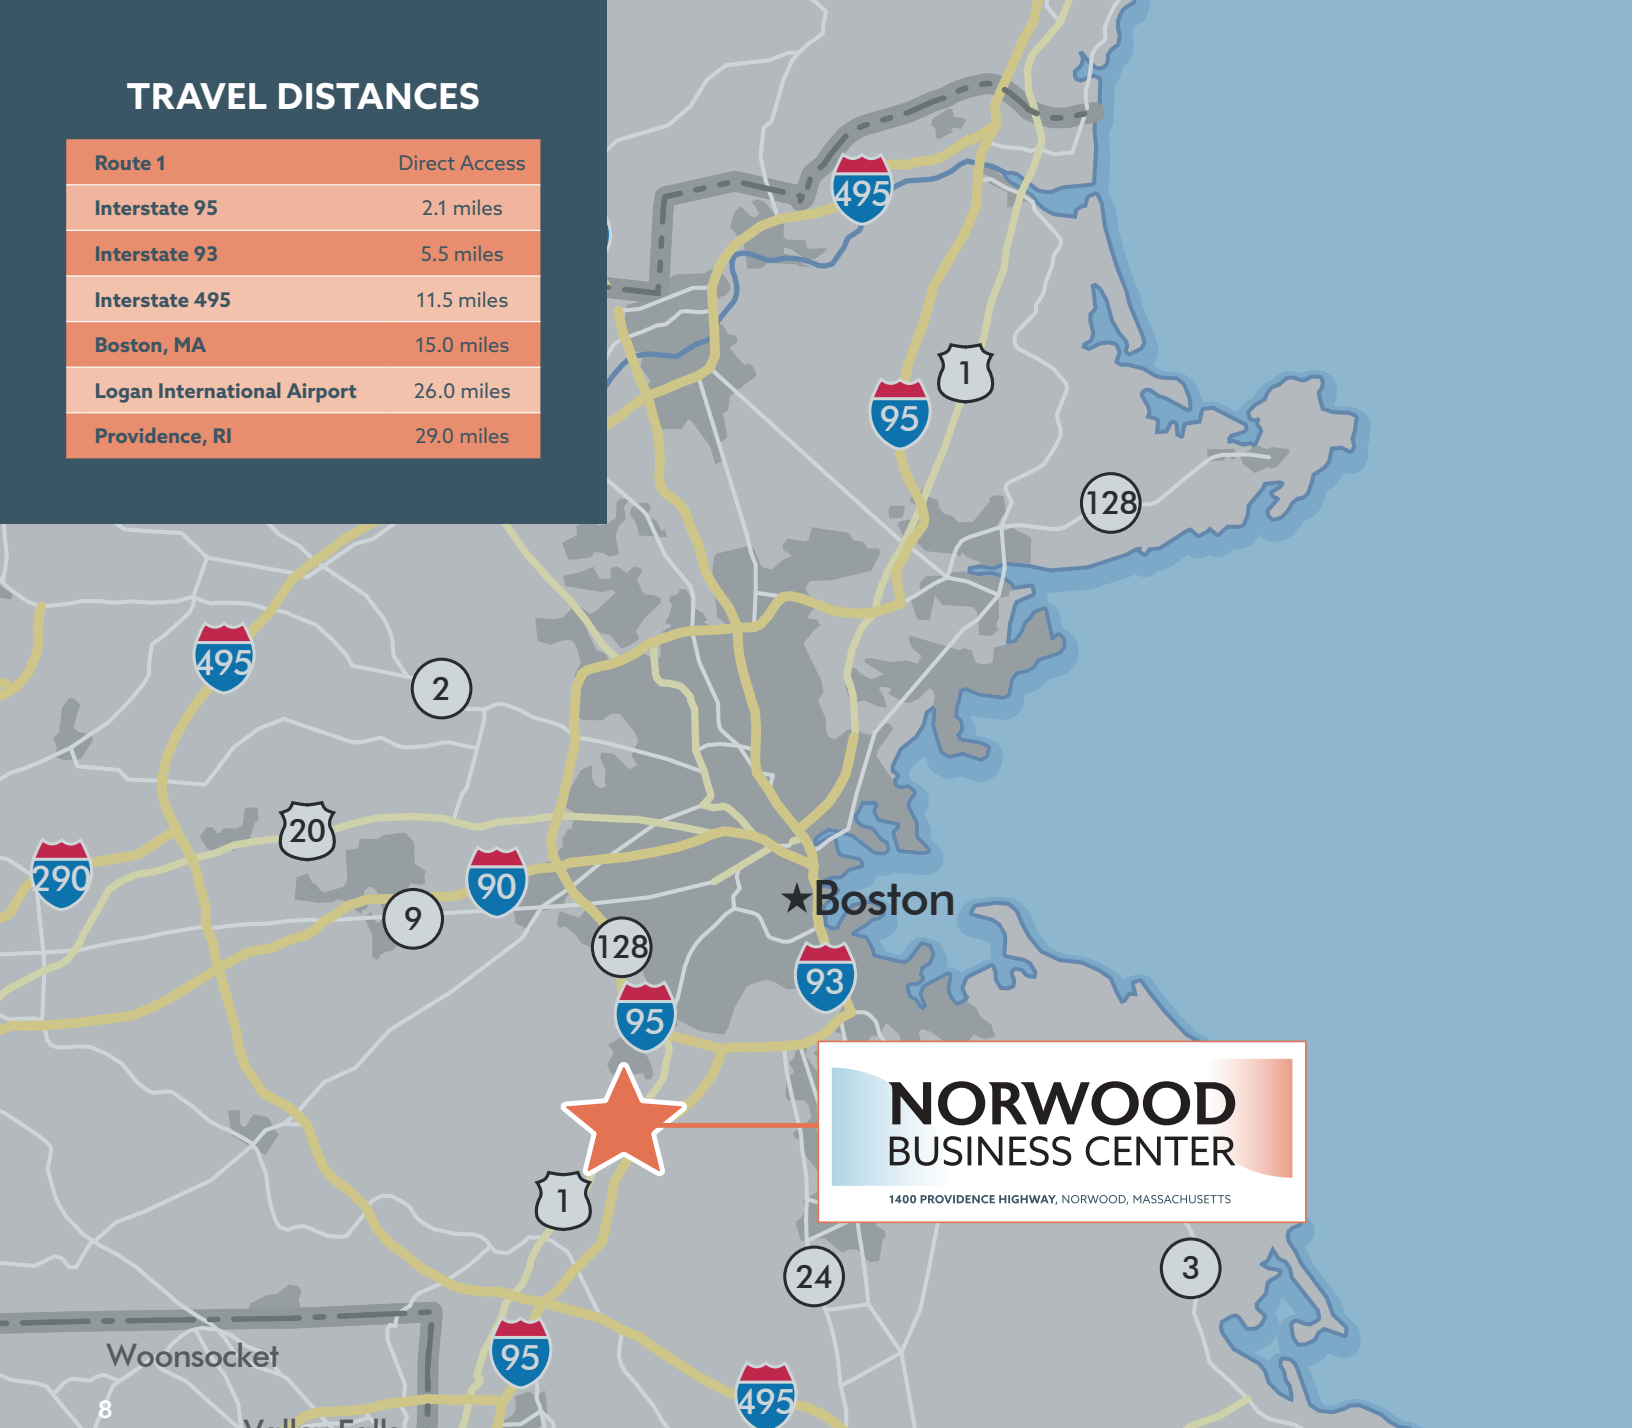 TRAVEL DISTANCES
Route 1 Direct Access
Interstate 95 2.1 miles
Interstate 93 5.5 miles
Interstate 495 11.5 miles
Boston, MA 15.0 miles
Logan International Airport 26.0 miles
Providence, RI 29.0 miles
495
1
95
128
495
2
20
290
90
9
Boston
128
93
95
NORWOOD
BUSINESS CENTER
1400 PROVIDENCE HIGHWAY, NORWOOD, MASSACHUSETTS
1
24
3
Woonsocket
95
495
8
Valley Falls